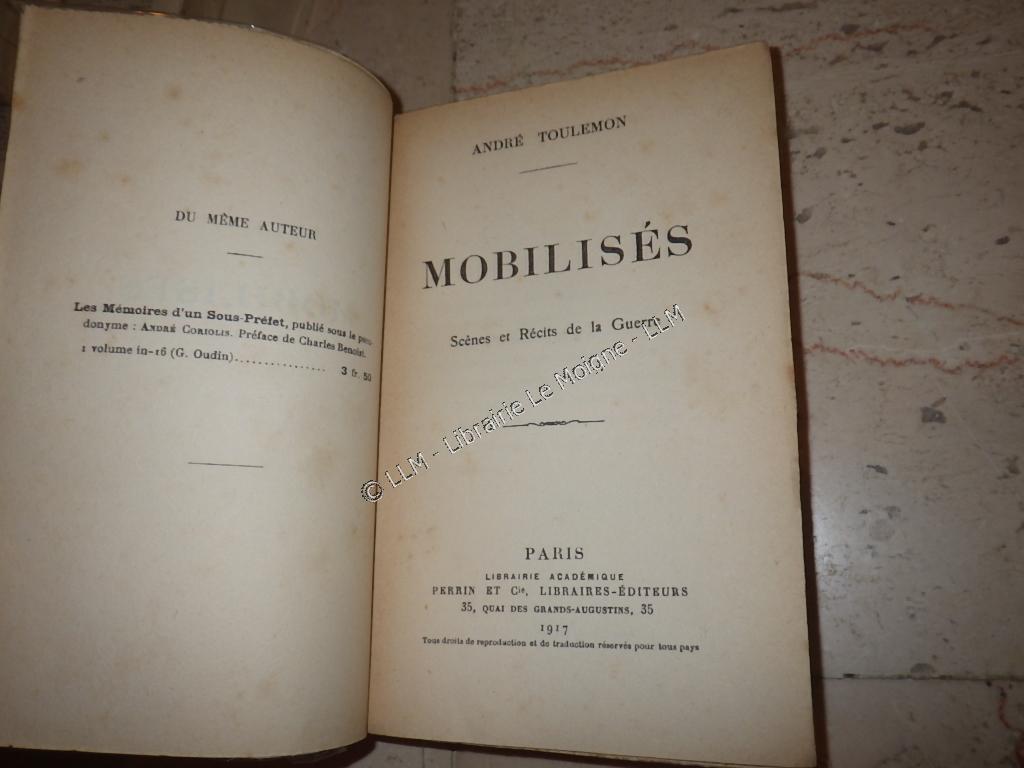 DU MÊME AUTEUR
Les Mémoires d'un Sous-Préfet, publié sous le pseu-
donyme : ANDRÉ CORIOLIS. Préface de Charles Benoist.
1 volume in-16 (G. Oudin)............... 3 fr. 50
ANDRÉ TOULEMON
MOBILISÉS
Scènes et Récits de la Guerre
© LLM - Librairie Le Moigne - LLM
PARIS
LIBRAIRIE ACADÉMIQUE
PERRIN ET Cie, LIBRAIRES-ÉDITEURS
35, QUAI DES GRANDS-AUGUSTINS, 35
1917
Tous droits de reproduction et de traduction réservés pour tous pays